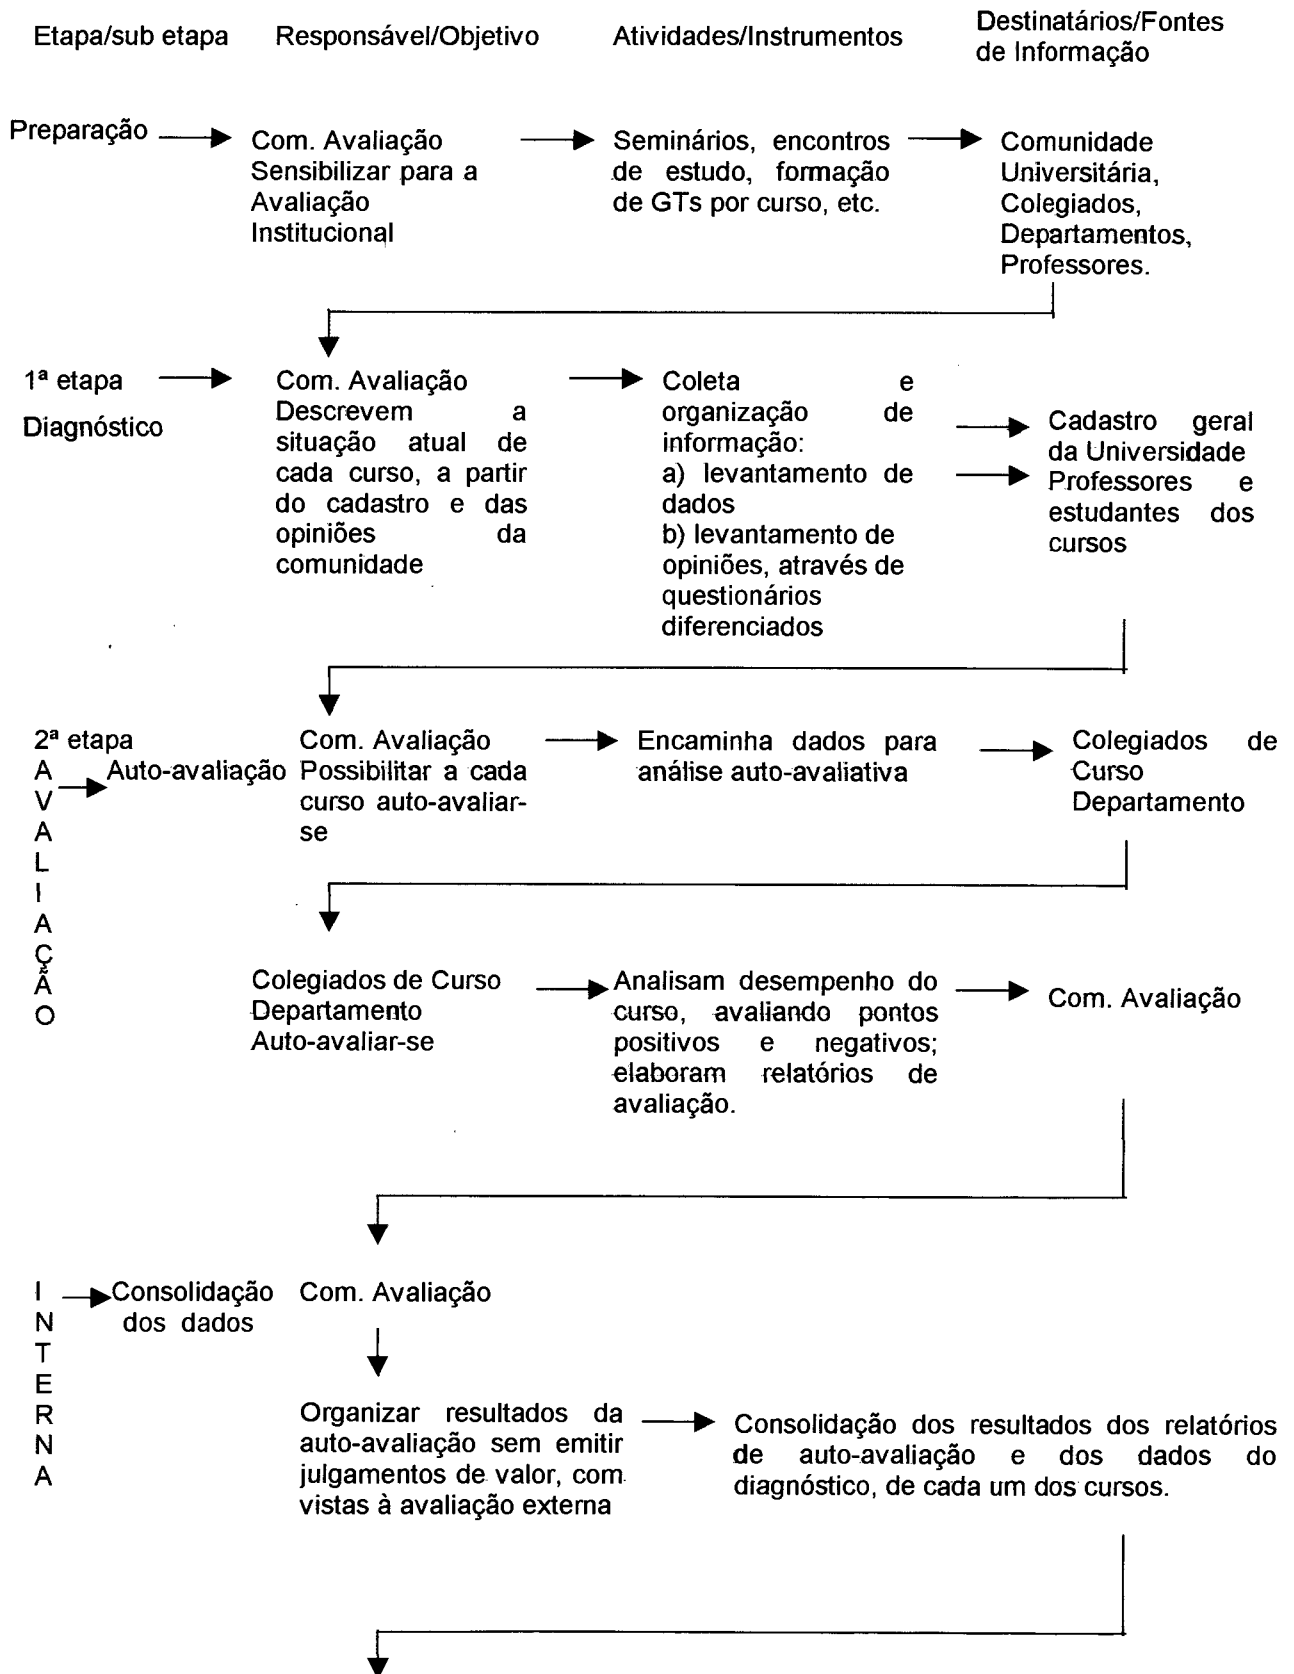 Etapa/sub etapa Responsável/Objetivo Atividades/Instrumentos Destinatários/Fontes
de Informação
Preparação
Com. Avaliação
Sensibilizar para a
Avaliação
Institucional
Seminários, encontros
de estudo, formação
de GTs por curso, etc.
Comunidade
Universitária,
Colegiados,
Departamentos,
Professores.
1ª etapa
Diagnóstico
Com. Avaliação
Descrevem a
situação atual de
cada curso, a partir
do cadastro e das
opiniões da
comunidade
Coleta e
organização de
informação:
a) levantamento de
dados
b) levantamento de
opiniões, através de
questionários
diferenciados
Cadastro geral
da Universidade
Professores e
estudantes dos
cursos
2ª etapa
A
V
A
L
I
A
Ç
Ã
O
Auto-avaliação
Com. Avaliação
Possibilitar a cada
curso auto-avaliar-
se
Encaminha dados para
análise auto-avaliativa
Colegiados de
Curso
Departamento
Colegiados de Curso
Departamento
Auto-avaliar-se
Analisam desempenho do
curso, avaliando pontos
positivos e negativos;
elaboram relatórios de
avaliação.
Com. Avaliação
I
N
T
E
R
N
A
Consolidação
dos dados
Com. Avaliação
Organizar resultados da
auto-avaliação sem emitir
julgamentos de valor, com
vistas à avaliação externa
Consolidação dos resultados dos relatórios
de auto-avaliação e dos dados do
diagnóstico, de cada um dos cursos.